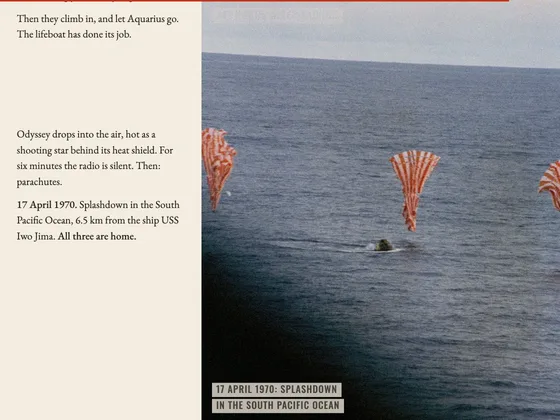 Then they climb in, and let Aquarius go.
The lifeboat has done its job.
Odyssey drops into the air, hot as a
shooting star behind its heat shield. For
six minutes the radio is silent. Then:
parachutes.
17 April 1970. Splashdown in the South
Pacific Ocean, 6.5 km from the ship USS
Iwo Jima. All three are home.
17 APRIL 1970: SPLASHDOWN
IN THE SOUTH PACIFIC OCEAN